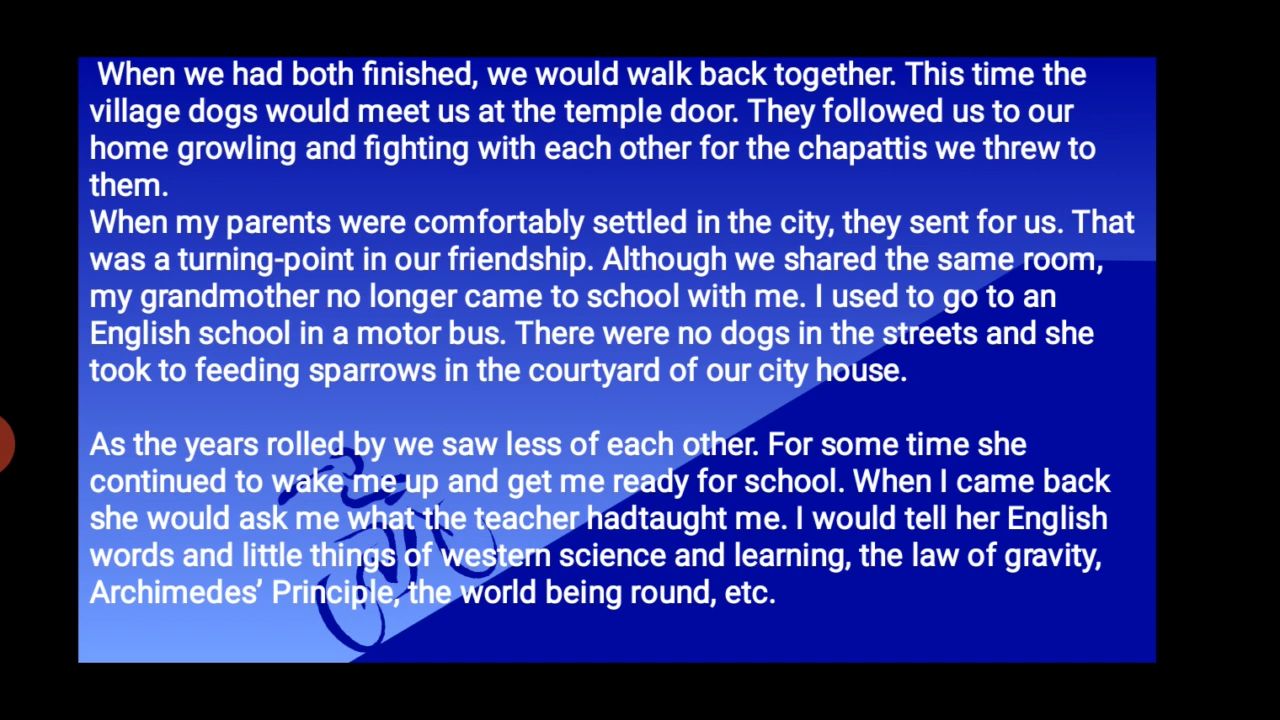 When we had both finished, we would walk back together. This time the
village dogs would meet us at the temple door. They followed us to our
home growling and fighting with each other for the chapattis we threw to
them.
When my parents were comfortably settled in the city, they sent for us. That
was a turning-point in our friendship. Although we shared the same room,
my grandmother no longer came to school with me. I used to go to an
English school in a motor bus. There were no dogs in the streets and she
took to feeding sparrows in the courtyard of our city house.
As the years rolled by we saw less of each other. For some time she
continued to wake me up and get me ready for school. When I came back
she would ask me what the teacher hadtaught me. I would tell her English
words and little things of western science and learning, the law of gravity,
Archimedes’ Principle, the world being round, etc.